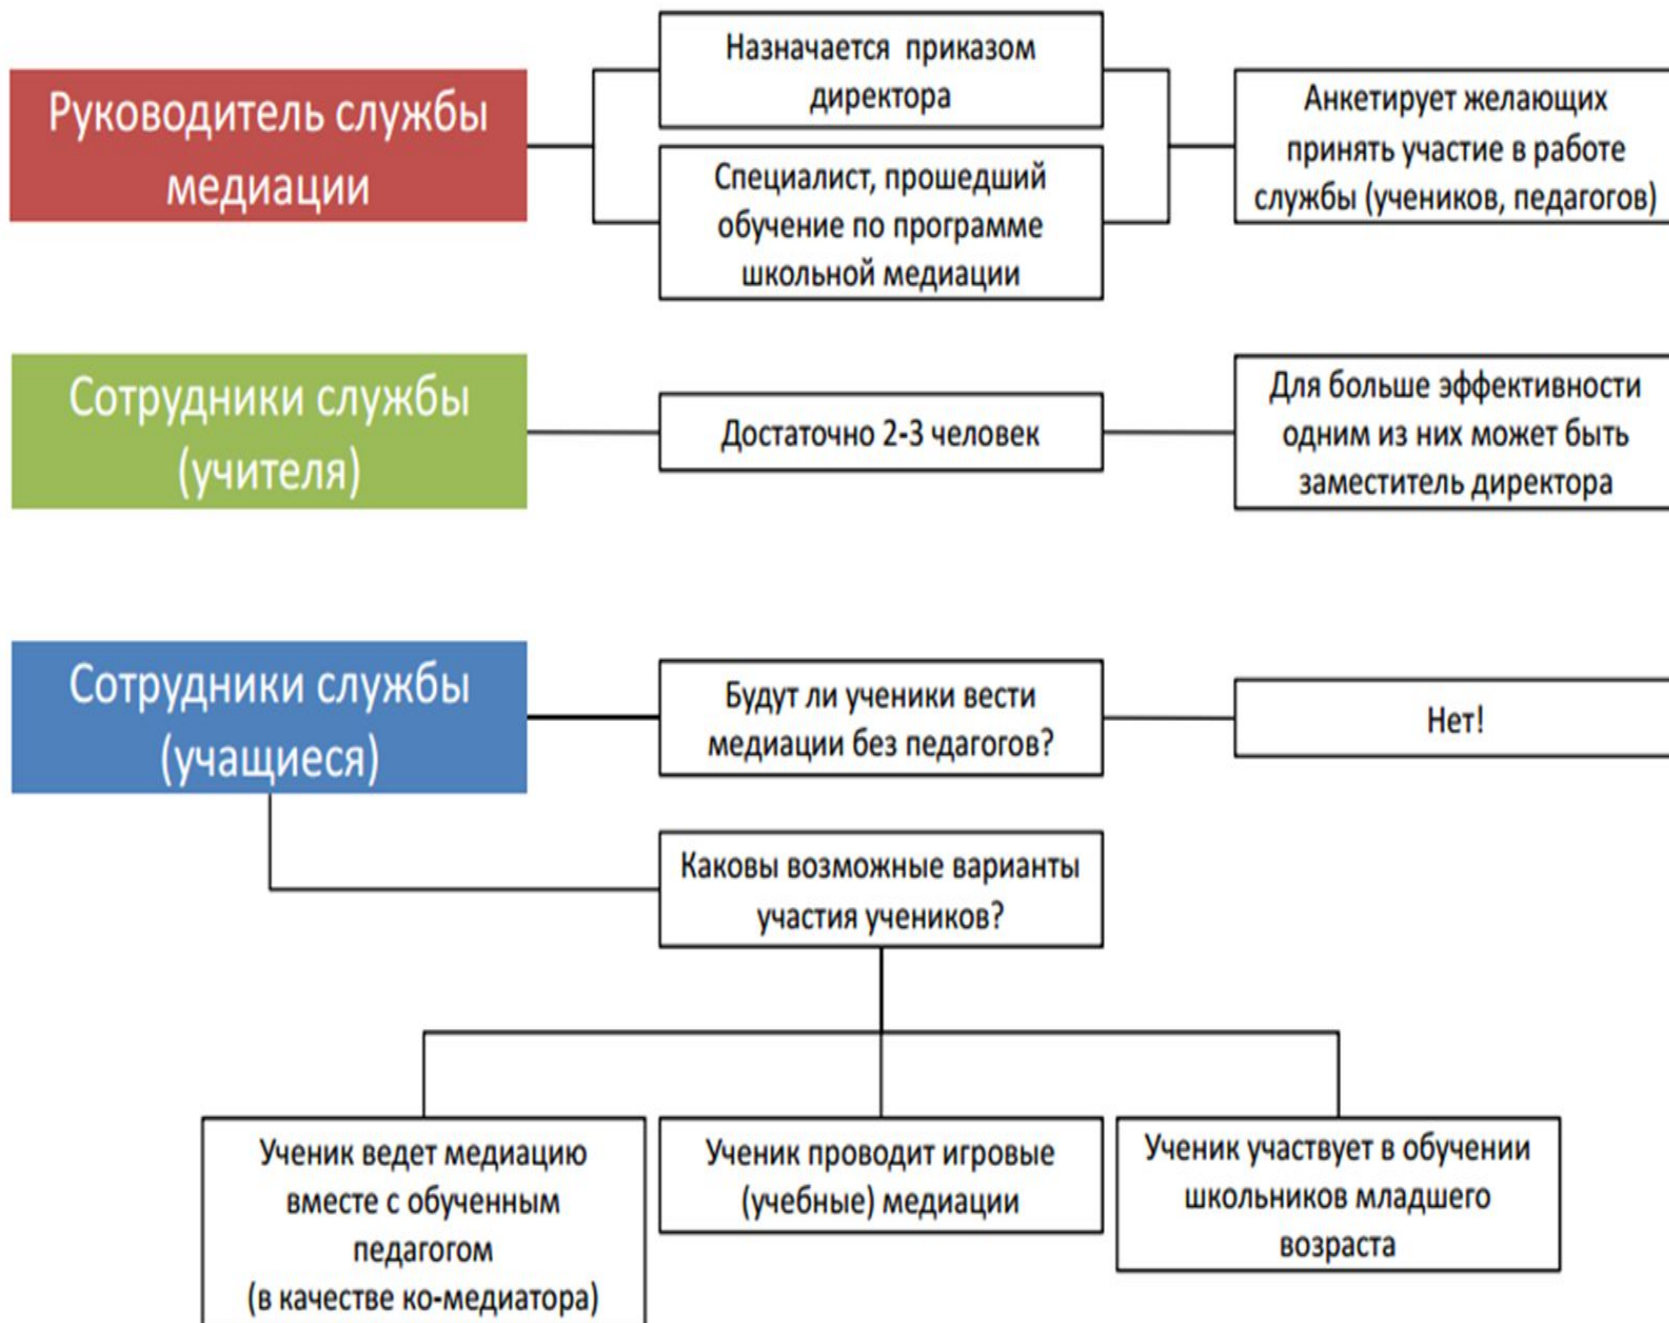 Руководитель службы
медиации
Назначается приказом
директора
Специалист, прошедший
обучение по программе
школьной медиации
Анкетирует желающих
принять участие в работе
службы (учеников, педагогов)
Сотрудники службы
(учителя)
Достаточно 2-3 человек
Для больше эффективности
одним из них может быть
заместитель директора
Сотрудники службы
(учащиеся)
Будут ли ученики вести
медиации без педагогов?
Нет!
Каковы возможные варианты
участия учеников?
Ученик ведет медиацию
вместе с обученным
педагогом
(в качестве ко-медиатора)
Ученик проводит игровые
(учебные) медиации
Ученик участвует в обучении
школьников младшего
возраста